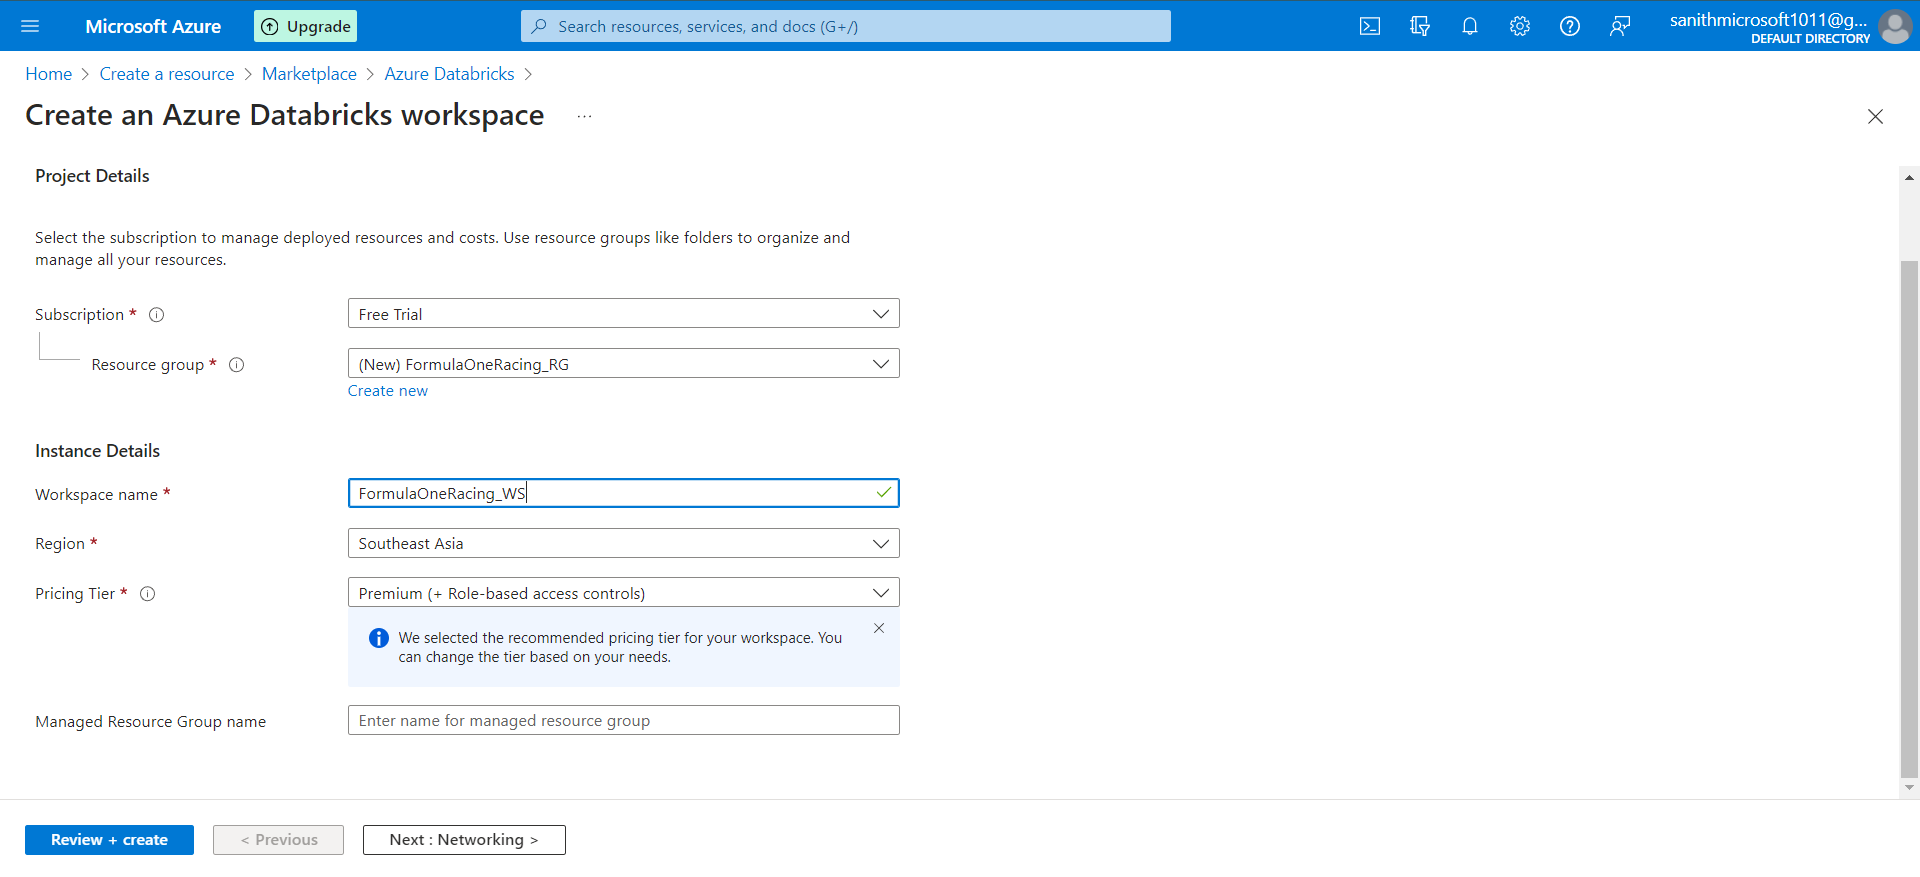 Microsoft Azure
Upgrade
Search resources, services, and docs (G+/)
sanithmicrosoft1011@g...
DEFAULT DIRECTORY
Home > Create a resource > Marketplace > Azure Databricks >
Create an Azure Databricks workspace ...
Project Details
Select the subscription to manage deployed resources and costs. Use resource groups like folders to organize and
manage all your resources.
Subscription *
Free Trial
Resource group *
(New) FormulaOneRacing_RG
Create new
Instance Details
Workspace name *
FormulaOneRacing_WS
Region *
Southeast Asia
Pricing Tier *
Premium (+ Role-based access controls)
We selected the recommended pricing tier for your workspace. You
can change the tier based on your needs.
Managed Resource Group name
Enter name for managed resource group
Review + create
< Previous
Next : Networking >